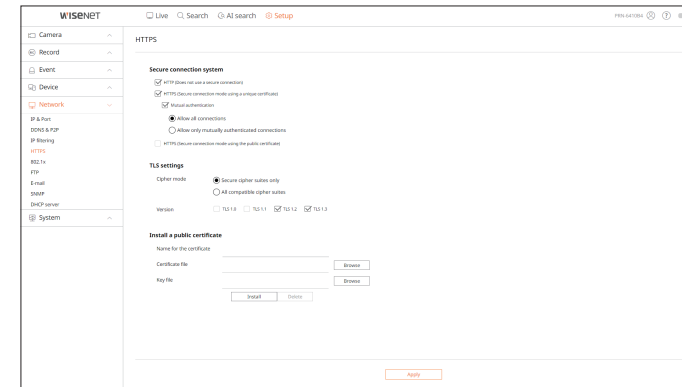 WISENET
Live Search AI search Setup
PRN-6410B4
Camera
Record
Event
Device
Network
IP & Port
DDNS & P2P
IP filtering
HTTPS
802.1x
FTP
E-mail
SNMP
DHCP server
System
HTTPS
Secure connection system
HTTP (Does not use a secure connection)
HTTPS (Secure connection mode using a unique certificate)
Mutual authentication
Allow all connections
Allow only mutually authenticated connections
HTTPS (Secure connection mode using the public certificate)
TLS settings
Cipher mode
Secure cipher suites only
All compatible cipher suites
Version
TLS 1.0 TLS 1.1 TLS 1.2 TLS 1.3
Install a public certificate
Name for the certificate
Certificate file
Browse
Key file
Browse
Install Delete
Apply